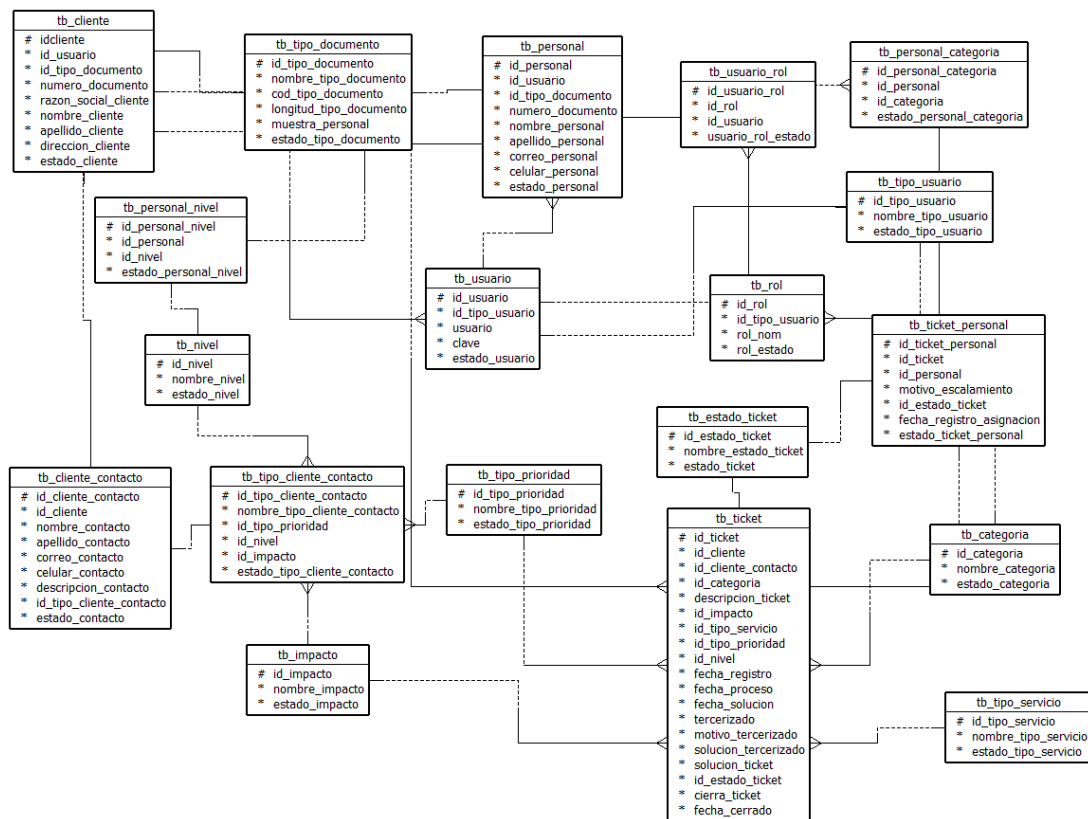 tb_cliente
# idcliente
* id_usuario
* id_tipo_documento
* numero_documento
* razon_social_cliente
* nombre_cliente
* apellido_cliente
* direccion_cliente
* estado_cliente
tb_tipo_documento
# id_tipo_documento
* nombre_tipo_documento
* cod_tipo_documento
* longitud_tipo_documento
* muestra_personal
* estado_tipo_documento
tb_personal
# id_personal
* id_usuario
* id_tipo_documento
* numero_documento
* nombre_personal
* apellido_personal
* correo_personal
* celular_personal
* estado_personal
tb_usuario_rol
# id_usuario_rol
* id_rol
* id_usuario
* usuario_rol_estado
tb_personal_categoria
# id_personal_categoria
* id_personal
* id_categoria
* estado_personal_categoria
tb_personal_nivel
# id_personal_nivel
* id_personal
* id_nivel
* estado_personal_nivel
tb_tipo_usuario
# id_tipo_usuario
* nombre_tipo_usuario
* estado_tipo_usuario
tb_usuario
# id_usuario
* id_tipo_usuario
* usuario
* clave
* estado_usuario
tb_rol
# id_rol
* id_tipo_usuario
* rol_nom
* rol_estado
tb_nivel
# id_nivel
* nombre_nivel
* estado_nivel
tb_ticket_personal
# id_ticket_personal
* id_ticket
* id_personal
* motivo_escalamiento
* id_estado_ticket
* fecha_registro_asignacion
* estado_ticket_personal
tb_estado_ticket
# id_estado_ticket
* nombre_estado_ticket
* estado_ticket
tb_cliente_contacto
# id_cliente_contacto
* id_cliente
* nombre_contacto
* apellido_contacto
* correo_contacto
* celular_contacto
* descripcion_contacto
* id_tipo_cliente_contacto
* estado_contacto
tb_tipo_cliente_contacto
# id_tipo_cliente_contacto
* nombre_tipo_cliente_contacto
* id_tipo_prioridad
* id_nivel
* id_impacto
* estado_tipo_cliente_contacto
tb_tipo_prioridad
# id_tipo_prioridad
* nombre_tipo_prioridad
* estado_tipo_prioridad
tb_ticket
# id_ticket
* id_cliente
* id_cliente_contacto
* id_categoria
* descripcion_ticket
* id_impacto
* id_tipo_servicio
* id_tipo_prioridad
* id_nivel
* fecha_registro
* fecha_proceso
* fecha_solucion
* tercerizado
* motivo_tercerizado
* solucion_tercerizado
* solucion_ticket
* id_estado_ticket
* cierra_ticket
* fecha_cerrado
tb_categoria
# id_categoria
* nombre_categoria
* estado_categoria
tb_impacto
# id_impacto
* nombre_impacto
* estado_impacto
tb_tipo_servicio
# id_tipo_servicio
* nombre_tipo_servicio
* estado_tipo_servicio